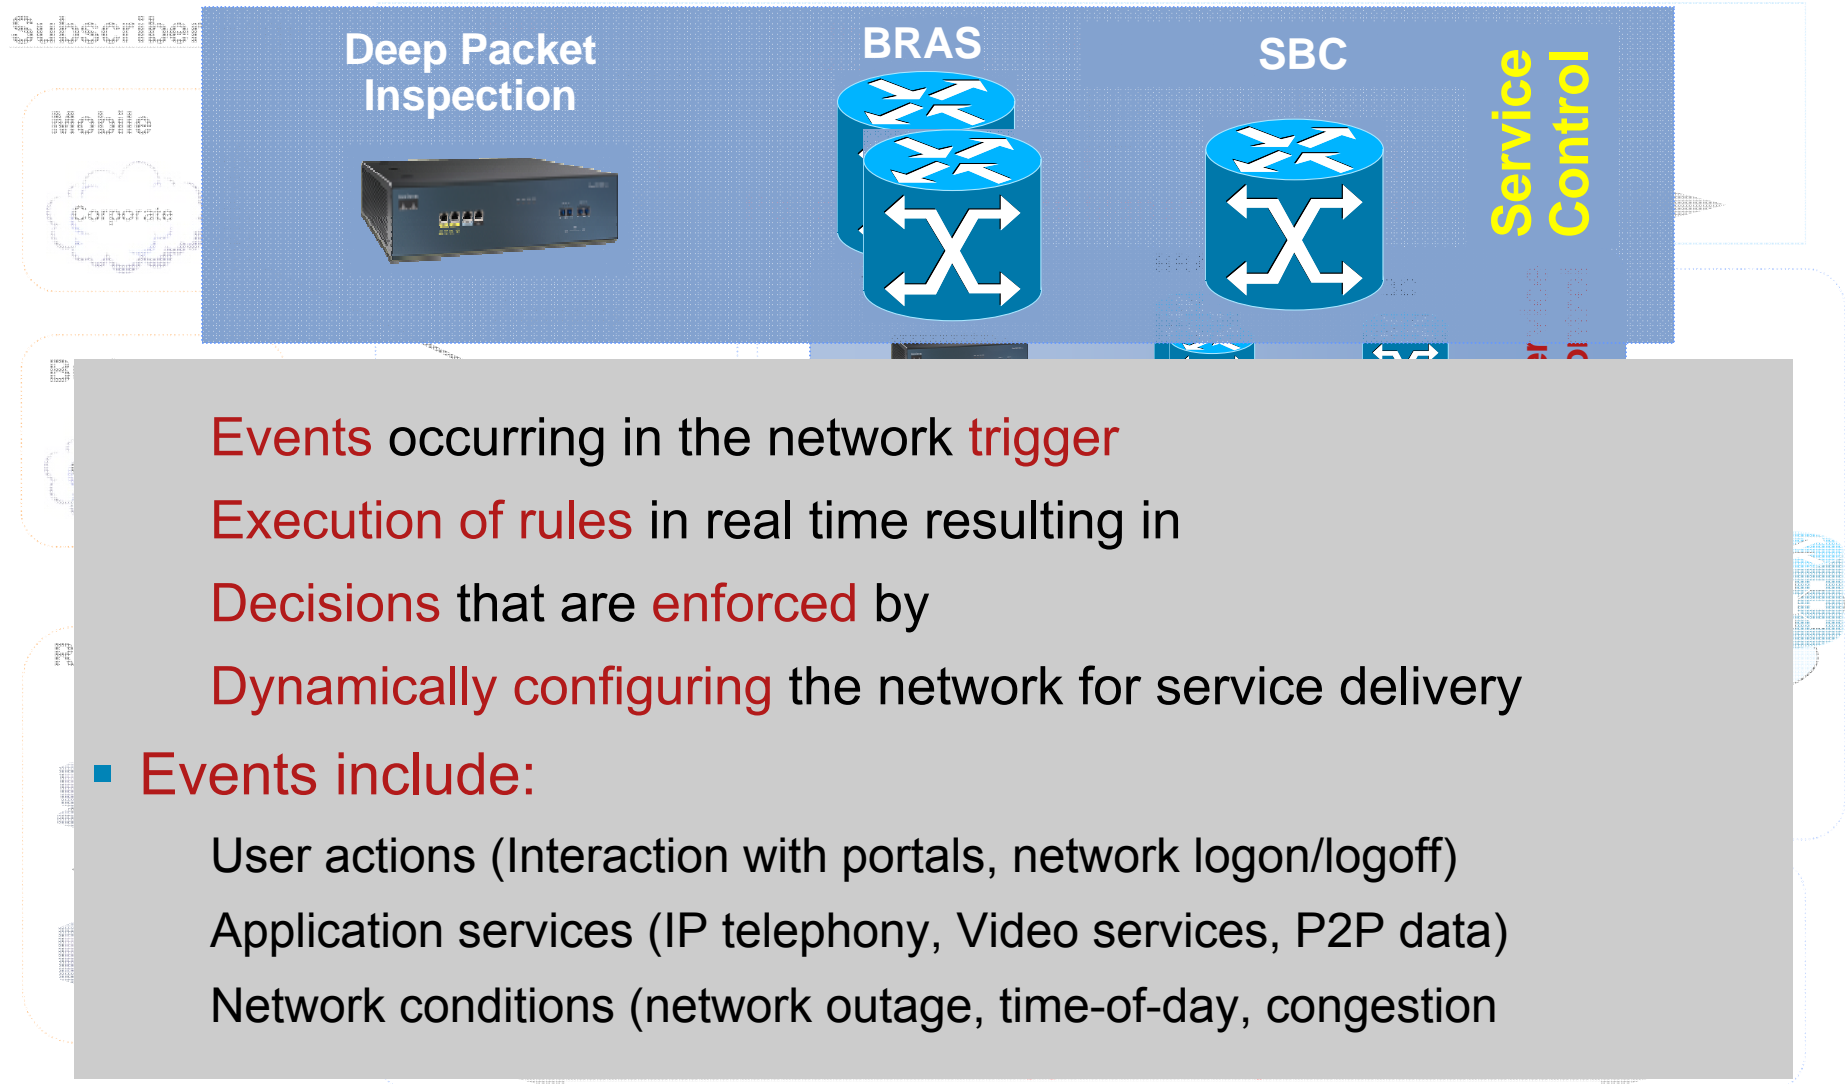 Subscriber
Deep Packet
Inspection
BRAS
SBC
Service
Control
Mobile
Corporate
Events occurring in the network trigger
Execution of rules in real time resulting in
Decisions that are enforced by
Dynamically configuring the network for service delivery
Events include:
User actions (Interaction with portals, network logon/logoff)
Application services (IP telephony, Video services, P2P data)
Network conditions (network outage, time-of-day, congestion